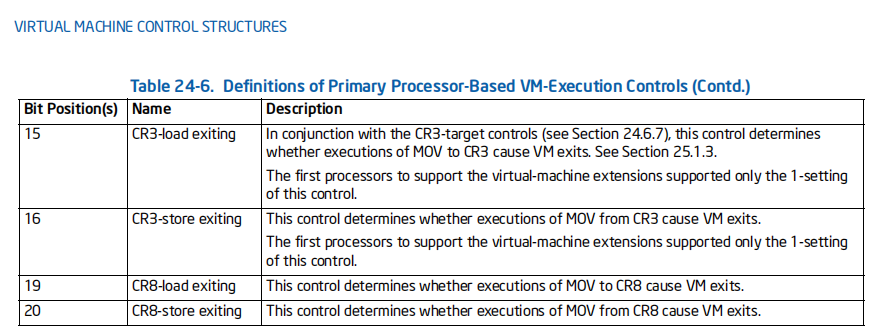 VIRTUAL MACHINE CONTROL STRUCTURES
Table 24-6. Definitions of Primary Processor-Based VM-Execution Controls (Contd.)
Bit Position(s) Name Description
15 CR3-load exiting In conjunction with the CR3-target controls (see Section 24.6.7), this control determines
whether executions of MOV to CR3 cause VM exits. See Section 25.1.3.
The first processors to support the virtual-machine extensions supported only the 1-setting
of this control.
16 CR3-store exiting This control determines whether executions of MOV from CR3 cause VM exits.
The first processors to support the virtual-machine extensions supported only the 1-setting
of this control.
19 CR8-load exiting This control determines whether executions of MOV to CR8 cause VM exits.
20 CR8-store exiting This control determines whether executions of MOV from CR8 cause VM exits.